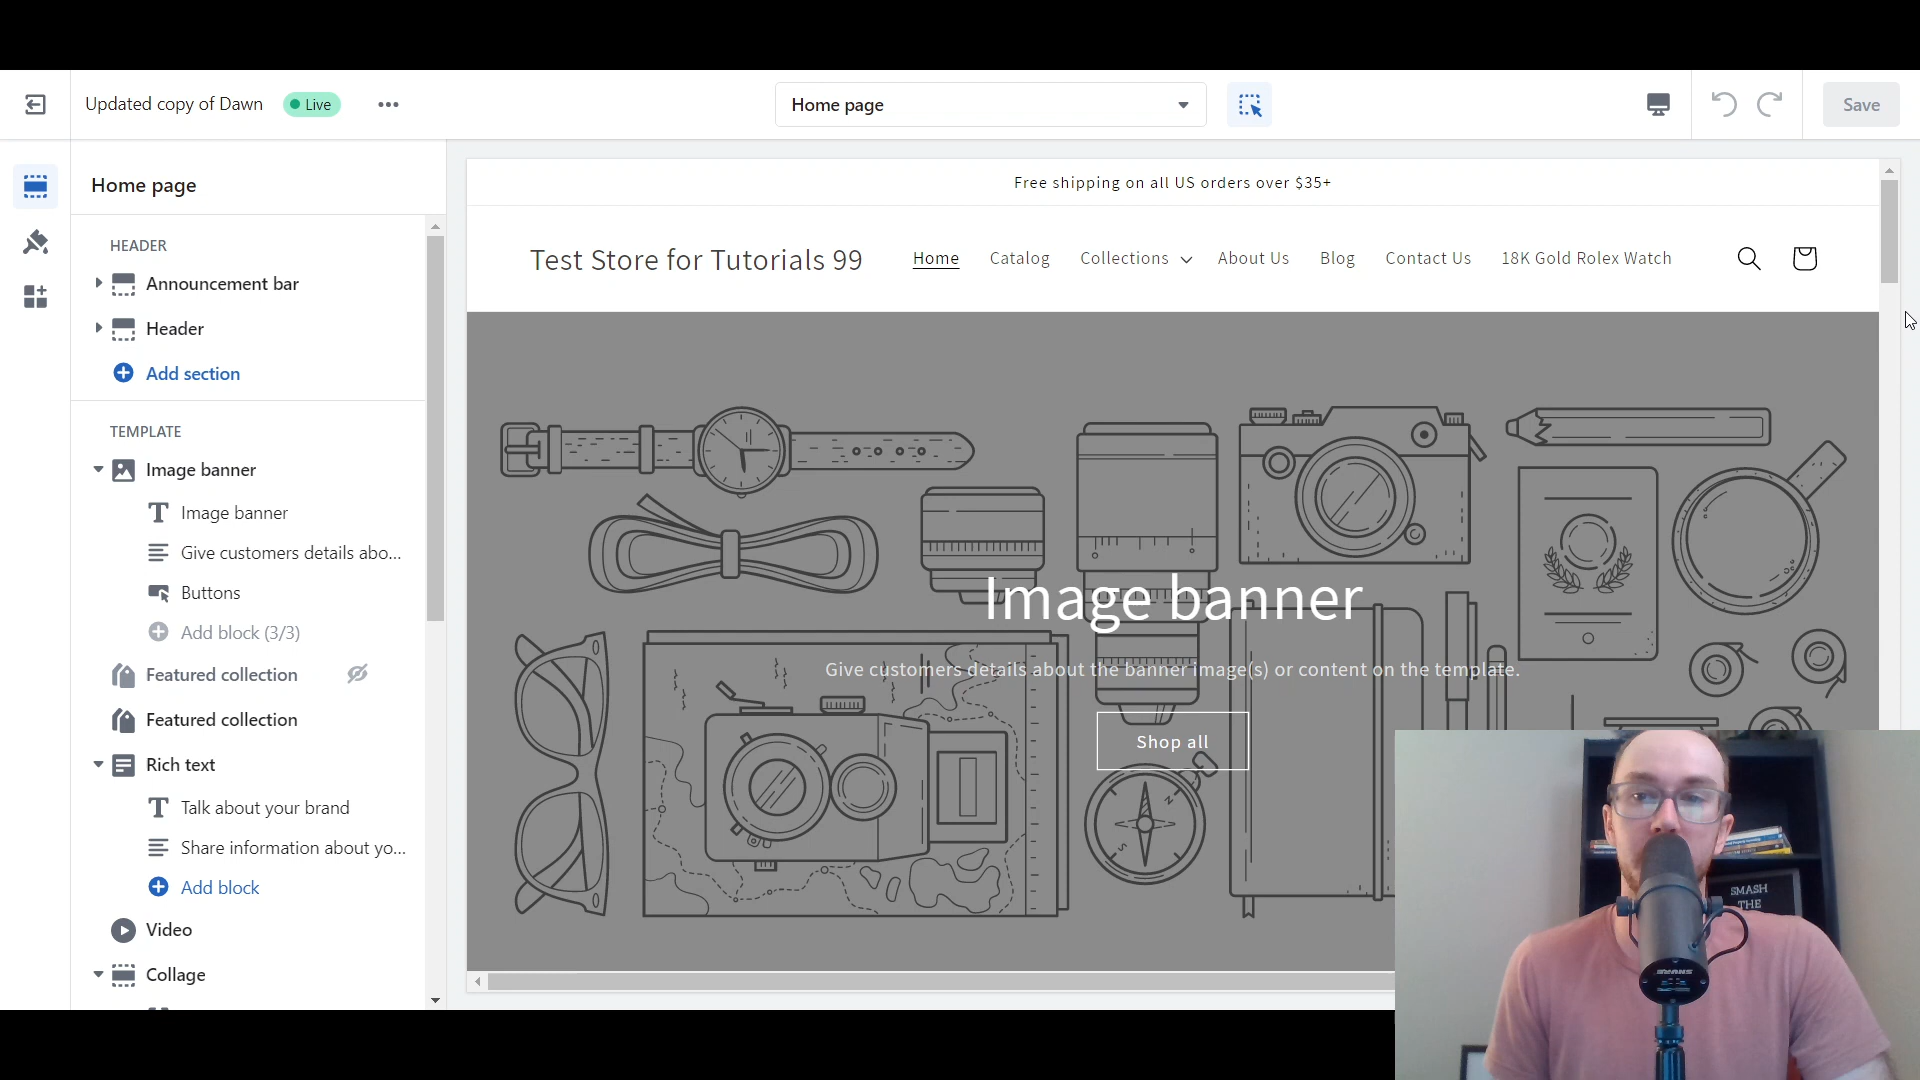 Updated copy of Dawn
Live
Home page
Save
Home page
HEADER
Announcement bar
Header
Add section
TEMPLATE
Image banner
Image banner
Give customers details abo...
Buttons
Add block (3/3)
Featured collection
Featured collection
Rich text
Talk about your brand
Share information about yo...
Add block
Video
Collage
Free shipping on all US orders over $35+
Test Store for Tutorials 99
Home
Catalog
Collections
About Us
Blog
Contact Us
18K Gold Rolex Watch
Image banner
Give customers details about the banner image(s) or content on the template.
Shop all
N
S
SMASH
THE
SHURE